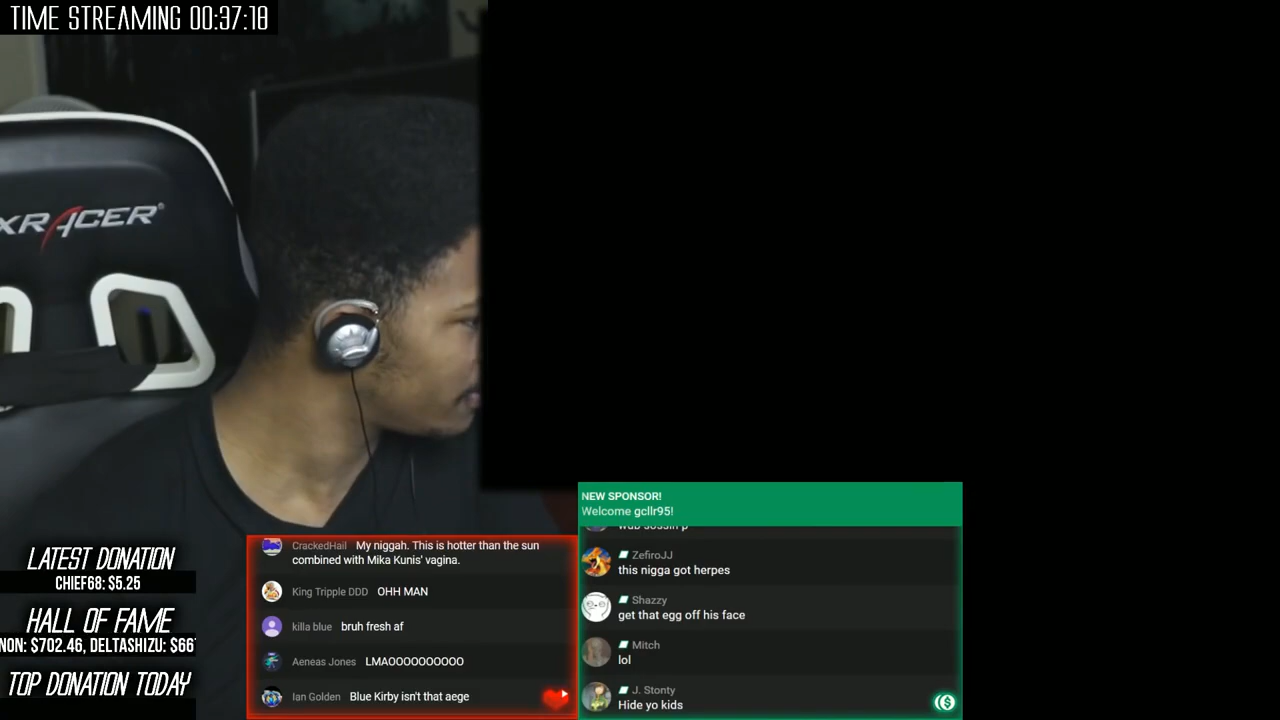 TIME STREAMING 00:37:18
XRACER®
NEW SPONSOR!
Welcome gcllr95!
ZefiroJJ
this nigga got herpes
Shazzy
get that egg off his face
Mitch
lol
J. Stonty
Hide yo kids
CrackedHail My niggah. This is hotter than the sun
combined with Mika Kunis' vagina.
King Tripple DDD OHH MAN
killa blue bruh fresh af
Aeneas Jones LMAOOOOOOOOOO
Ian Golden Blue Kirby isn't that aege
LATEST DONATION
CHIEF68: $5.25
HALL OF FAME
NON: $702.46, DELTASHIZU: $66
TOP DONATION TODAY